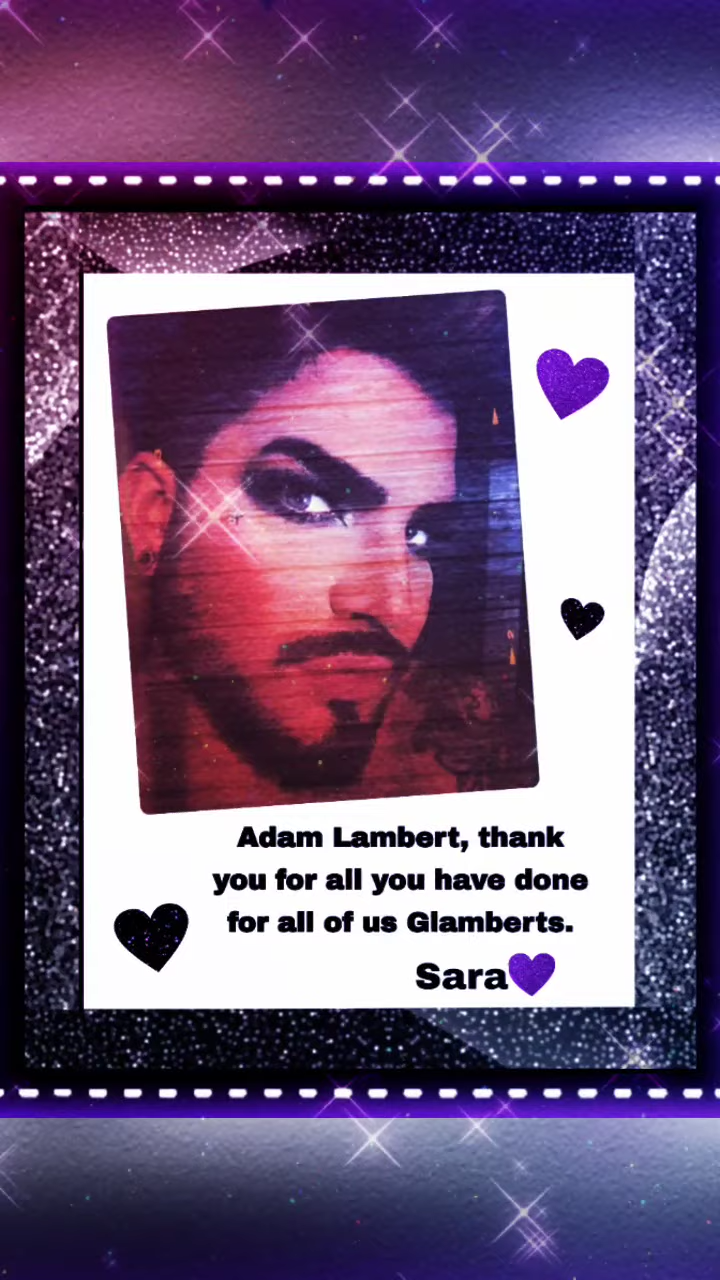 Adam Lambert, thank
you for all you have done
for all of us Glamberts.
Sara💜